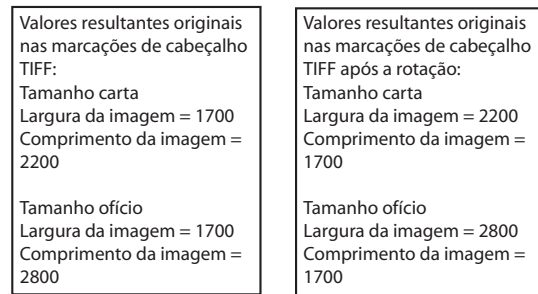 Valores resultantes originais
nas marcações de cabeçalho
TIFF:
Tamanho carta
Largura da imagem = 1700
Comprimento da imagem =
2200

Tamanho ofício
Largura da imagem = 1700
Comprimento da imagem =
2800

Valores resultantes originais
nas marcações de cabeçalho
TIFF após a rotação:
Tamanho carta
Largura da imagem = 2200
Comprimento da imagem =
1700

Tamanho ofício
Largura da imagem = 2800
Comprimento da imagem =
1700